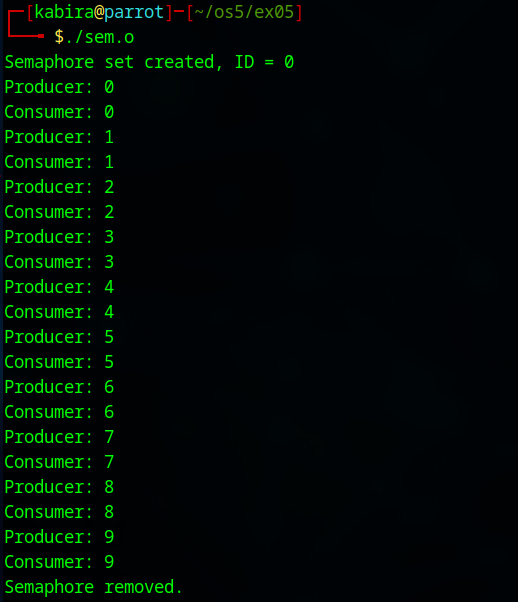 ┌─[kabira@parrot]─[~/os5/ex05]
└──╼ $./sem.o
Semaphore set created, ID = 0
Producer: 0
Consumer: 0
Producer: 1
Consumer: 1
Producer: 2
Consumer: 2
Producer: 3
Consumer: 3
Producer: 4
Consumer: 4
Producer: 5
Consumer: 5
Producer: 6
Consumer: 6
Producer: 7
Consumer: 7
Producer: 8
Consumer: 8
Producer: 9
Consumer: 9
Semaphore removed.